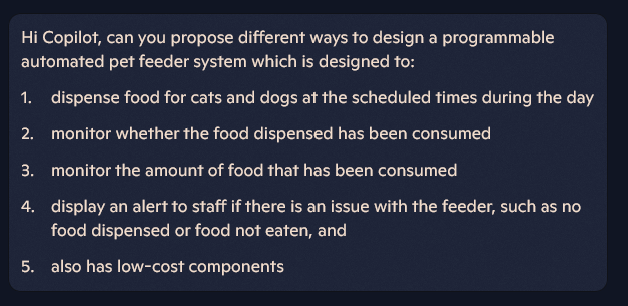 Hi Copilot, can you propose different ways to design a programmable
automated pet feeder system which is designed to:
1. dispense food for cats and dogs at the scheduled times during the day
2. monitor whether the food dispensed has been consumed
3. monitor the amount of food that has been consumed
4. display an alert to staff if there is an issue with the feeder, such as no
food dispensed or food not eaten, and
5. also has low-cost components